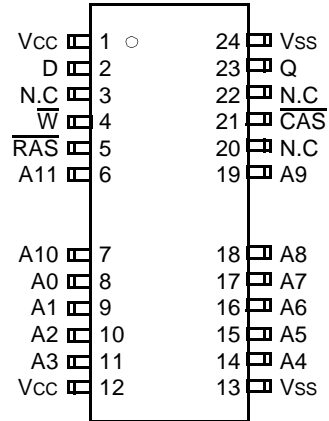 VCC 1 24 VSS
D 2 23 Q
N.C 3 22 N.C
W 4 21 CAS
RAS 5 20 N.C
A11 6 19 A9
A10 7 18 A8
A0 8 17 A7
A1 9 16 A6
A2 10 15 A5
A3 11 14 A4
VCC 12 13 VSS